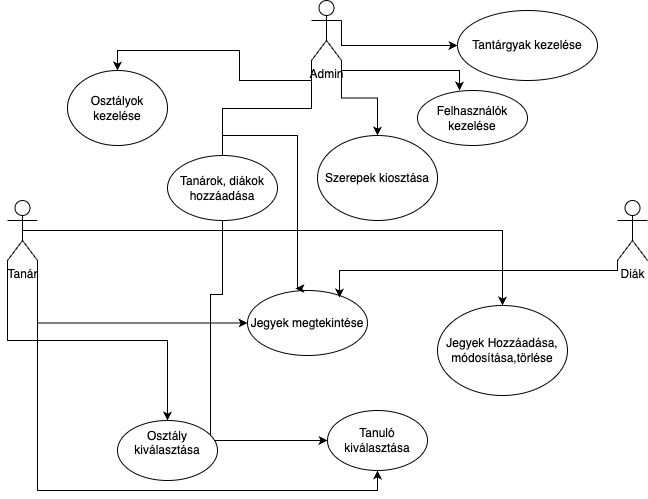 Admin
Tantárgyak kezelése
Osztályok
kezelése
Felhasználók
kezelése
Tanárok, diákok
hozzáadása
Szerepek kiosztása
Tanár
Diák
Jegyek megtekintése
Jegyek Hozzáadása,
módosítása,törlése
Osztály
kiválasztása
Tanuló
kiválasztása